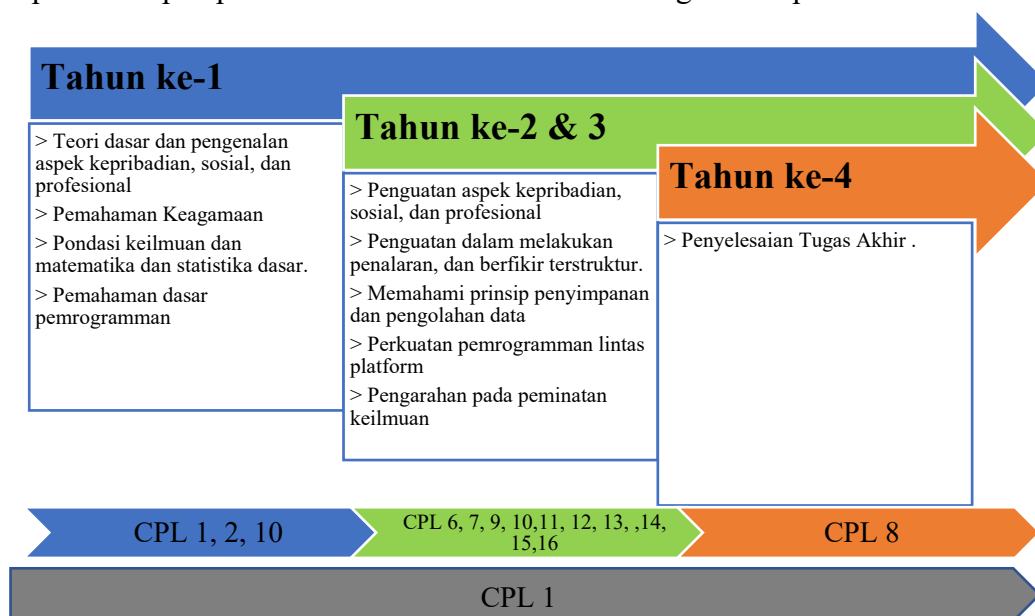 Tahun ke-1
> Teori dasar dan pengenalan
aspek kepribadian, sosial, dan
profesional
> Pemahaman Keagamaan
> Pondasi keilmuan dan
matematika dan statistika dasar.
> Pemahaman dasar
pemrogramman
Tahun ke-2 & 3
> Penguatan aspek kepribadian,
sosial, dan profesional
> Penguatan dalam melakukan
penalaran, dan berfikir terstruktur.
> Memahami prinsip penyimpanan
dan pengolahan data
> Perkuatan pemrogramman lintas
platform
> Pengarahan pada peminatan
keilmuan
Tahun ke-4
> Penyelesaian Tugas Akhir .
CPL 1, 2, 10
CPL 6, 7, 9, 10,11, 12, 13, ,14,
15,16
CPL 8
CPL 1